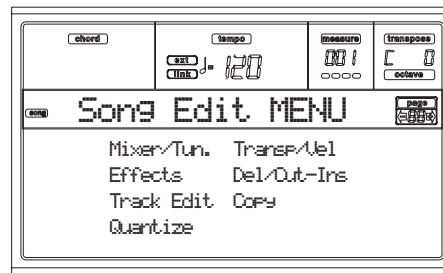 chord tempo measure transpose
ext
link ♩= 120 001 C 0
octave
song Song Edit MENU page
Mixer/Tun. Transp/Vel
Effects Del/Cut-Ins
Track Edit Copy
Quantize